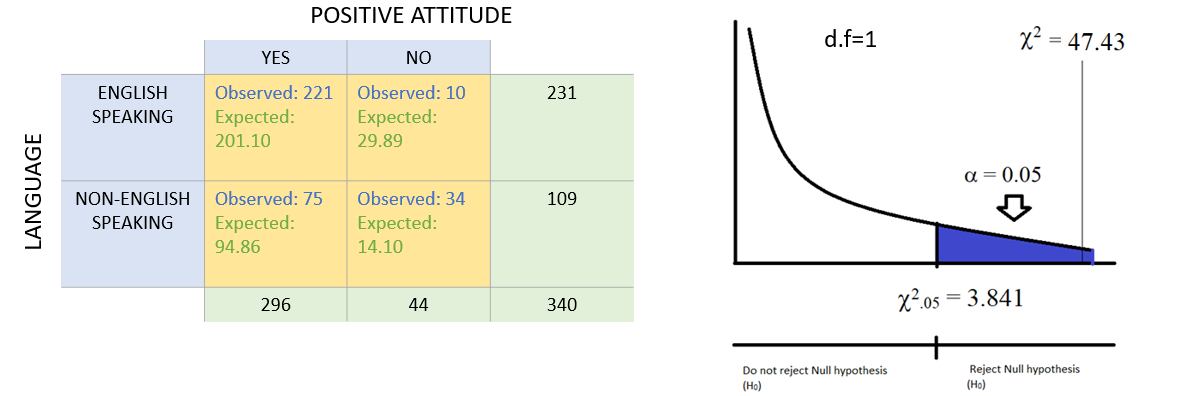 POSITIVE ATTITUDE
YES
NO
LANGUAGE
ENGLISH
SPEAKING
Observed: 221
Expected:
201.10
Observed: 10
Expected:
29.89
231
NON-ENGLISH
SPEAKING
Observed: 75
Expected:
94.86
Observed: 34
Expected:
14.10
109
296
44
340
d.f=1
χ² = 47.43
α = 0.05
χ².05 = 3.841
Do not reject Null hypothesis
(H₀)
Reject Null hypothesis
(H₀)